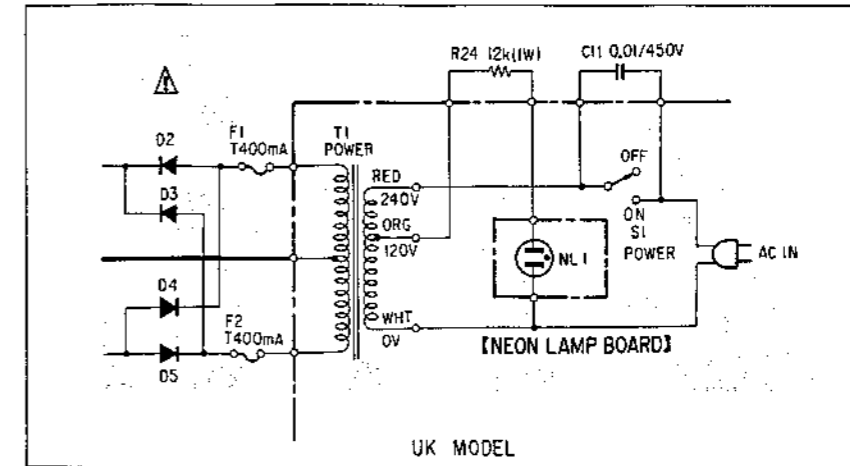 R24 12k(1W)
C11 0.01/450V
F1
T400mA
T1
POWER
D2
D3
RED
240V
ORG
120V
OFF
ON
S1
POWER
AC IN
NL1
D4
F2
T400mA
D5
WHT
0V
[NEON LAMP BOARD]
UK MODEL